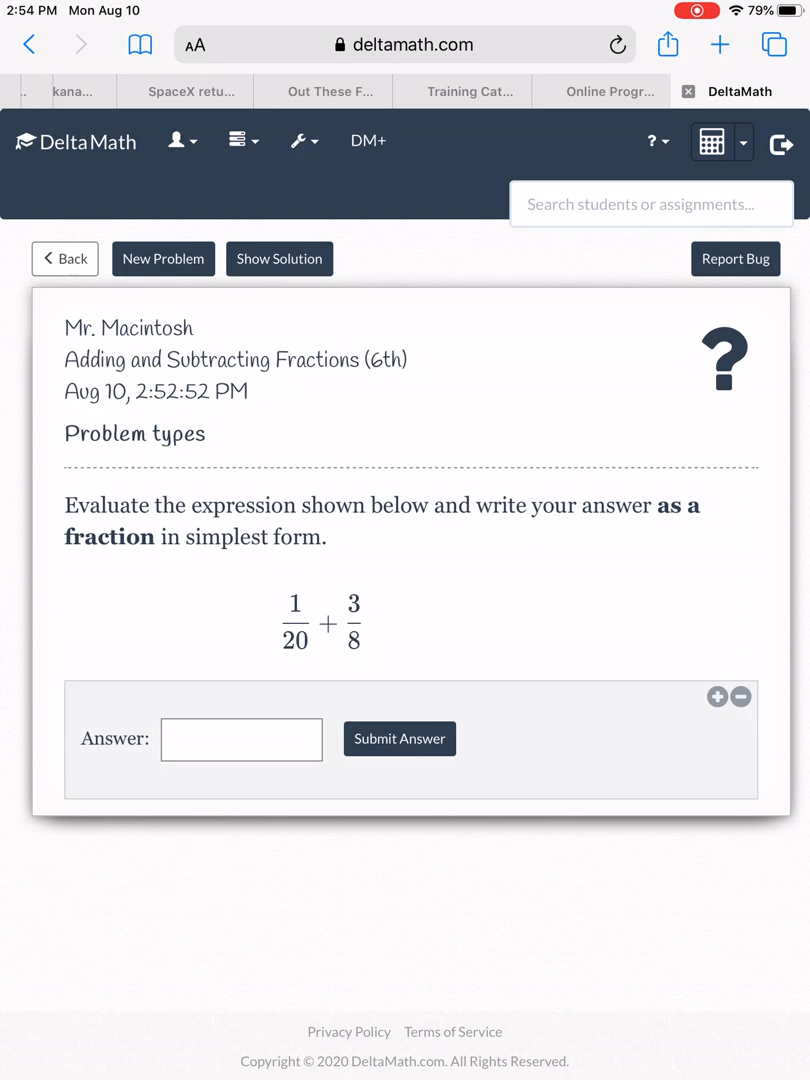 2:54 PM Mon Aug 10 79%
AA deltamath.com
.. kana... SpaceX retu... Out These F... Training Cat... Online Progr... DeltaMath
DeltaMath DM+ ?
Search students or assignments...
Back New Problem Show Solution Report Bug
Mr. Macintosh
Adding and Subtracting Fractions (6th)
Aug 10, 2:52:52 PM
?
Problem types
Evaluate the expression shown below and write your answer as a
fraction in simplest form.
1/20 + 3/8
Answer: Submit Answer
Privacy Policy Terms of Service
Copyright © 2020 DeltaMath.com. All Rights Reserved.